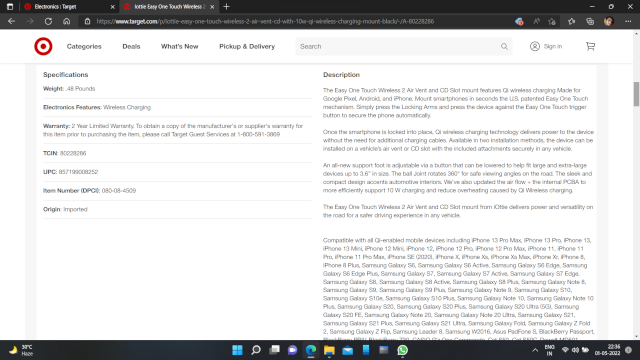 Electronics : Target
Iottie Easy One Touch Wireless 2
https://www.target.com/p/iottie-easy-one-touch-wireless-2-air-vent-cd-with-10w-qi-wireless-charging-mount-black/-/A-80228286
Categories Deals What's New Pickup & Delivery Search Sign in
Specifications
Weight: .48 Pounds
Electronics Features: Wireless Charging
Warranty: 2 Year Limited Warranty. To obtain a copy of the manufacturer's or supplier's warranty for
this item prior to purchasing the item, please call Target Guest Services at 1-800-591-3869
TCIN: 80228286
UPC: 857199008252
Item Number (DPCI): 080-08-4509
Origin: Imported
Description
The Easy One Touch Wireless 2 Air Vent and CD Slot mount features Qi wireless charging Made for
Google Pixel, Android, and iPhone. Mount smartphones in seconds the U.S. patented Easy One Touch
mechanism. Simply press the Locking Arms and press the device against the Easy One Touch trigger
button to secure the phone automatically.
Once the smartphone is locked into place, Qi wireless charging technology delivers power to the device
without the need for additional charging cables. Available in two installation methods, the device can be
installed on a vehicle's air vent or CD slot with the included attachments securely in any vehicle.
An all-new support foot is adjustable via a button that can be lowered to help fit large and extra-large
devices up to 3.6" in size. The ball Joint rotates 360° for safe viewing angles on the road. The sleek and
compact design accents automotive interiors. We've also updated the air flow + the internal PCBA to
more efficiently support 10 W charging and reduce overheating caused by Qi Wireless charging.
The Easy One Touch Wireless 2 Air Vent and CD Slot mount from iOttie delivers power and versatility on
the road for a safer driving experience in any vehicle.
Compatible with all Qi-enabled mobile devices including iPhone 13 Pro Max, iPhone 13 Pro, iPhone 13,
iPhone 13 Mini, iPhone 12 Mini, iPhone 12, iPhone 12 Pro, iPhone 12 Pro Max, iPhone 11, iPhone 11
Pro, iPhone 11 Pro Max, iPhone SE (2020), iPhone X, iPhone Xs, iPhone Xs Max, iPhone Xr, iPhone 8,
iPhone 8 Plus, Samsung Galaxy S6, Samsung Galaxy S6 Active, Samsung Galaxy S6 Edge, Samsung
Galaxy S6 Edge Plus, Samsung Galaxy S7, Samsung Galaxy S7 Active, Samsung Galaxy S7 Edge,
Samsung Galaxy S8, Samsung Galaxy S8 Active, Samsung Galaxy S8 Plus, Samsung Galaxy Note 8,
Samsung Galaxy S9, Samsung Galaxy S9 Plus, Samsung Galaxy Note 9, Samsung Galaxy S10,
Samsung Galaxy S10e, Samsung Galaxy S10 Plus, Samsung Galaxy Note 10, Samsung Galaxy Note 10
Plus, Samsung Galaxy S20, Samsung Galaxy S20 Plus, Samsung Galaxy S20 Ultra (5G), Samsung
Galaxy S20 FE, Samsung Galaxy Note 20, Samsung Galaxy Note 20 Ultra, Samsung Galaxy S21,
Samsung Galaxy S21 Plus, Samsung Galaxy S21 Ultra, Samsung Galaxy Fold, Samsung Galaxy Z Fold
2, Samsung Galaxy Z Flip, Samsung Leader 8, Samsung W2016, Asus PadFone S, BlackBerry Passport,
30°C
Haze
ENG
IN
22:36
01-05-2022